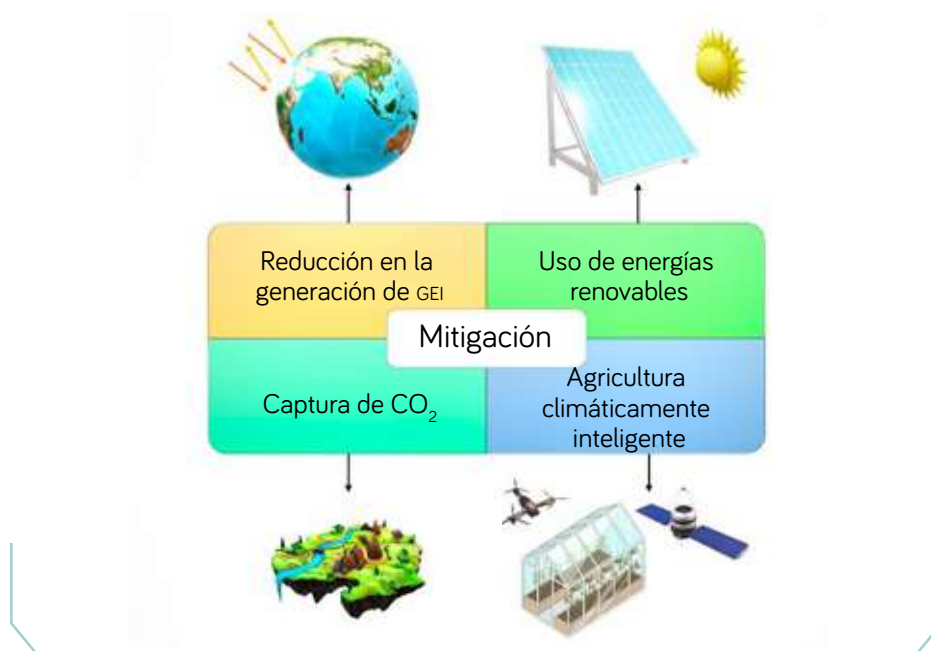 Reducción en la
generación de GEI
Uso de energías
renovables
Mitigación
Captura de CO₂
Agricultura
climáticamente
inteligente